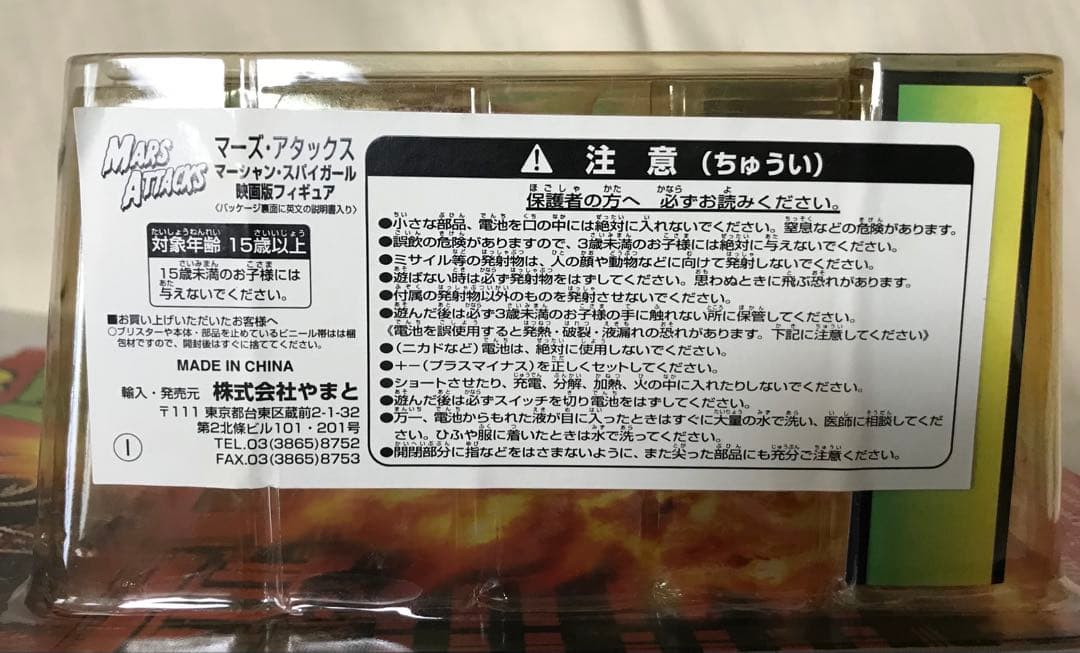 MARS ATTACKS
マーズ・アタックス
マーシャン・スパイガール
映画版フィギュア
〈パッケージ裏面に英文の説明書入り〉
対象年齢 15歳以上
15歳未満のお子様には
与えないでください。
■お買い上げいただいたお客様へ
○ブリスターや本体・部品を止めているビニール帯はは梱
包材ですので、開封後はすぐに捨ててください。
MADE IN CHINA
輸入・発売元 株式会社やまと
〒111 東京都台東区蔵前2-1-32
第2北條ビル101・201号
TEL.03(3865)8752
FAX.03(3865)8753
①
注意(ちゅうい)
保護者の方へ 必ずお読みください。
●小さな部品、電池を口の中には絶対に入れないでください。窒息などの危険があります。
●誤飲の危険がありますので、3歳未満のお子様には絶対に与えないでください。
●ミサイル等の発射物は、人の顔や動物などに向けて発射しないでください。
●遊ばない時は必ず発射物をはずしてください。思わぬときに飛ぶ恐れがあります。
●付属の発射物以外のものを発射させないでください。
●遊んだ後は必ず3歳未満のお子様の手に触れない所に保管してください。
《電池を誤使用すると発熱・破裂・液漏れの恐れがあります。下記に注意してください》
●(ニカドなど)電池は、絶対に使用しないでください。
●+−(プラスマイナス)を正しくセットしてください。
●ショートさせたり、充電、分解、加熱、火の中に入れたりしないでください。
●遊んだ後は必ずスイッチを切り電池をはずしてください。
●万一、電池からもれた液が目に入ったときはすぐに大量の水で洗い、医師に相談してくだ
さい。ひふや服に着いたときは水で洗ってください。
●開閉部分に指などをはさまないように、また尖った部品にも充分ご注意ください。